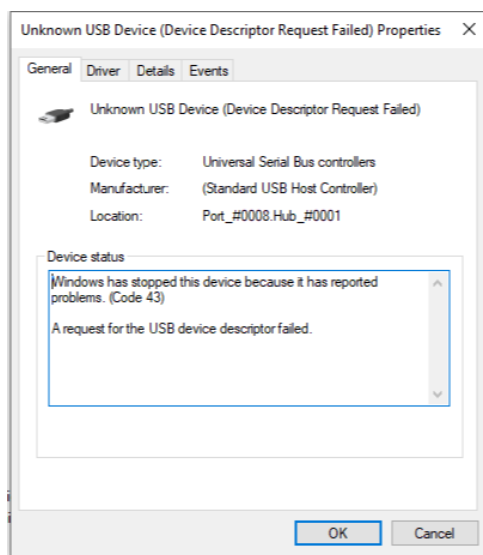 Unknown USB Device (Device Descriptor Request Failed) Properties
General Driver Details Events
Unknown USB Device (Device Descriptor Request Failed)
Device type: Universal Serial Bus controllers
Manufacturer: (Standard USB Host Controller)
Location: Port_#0008.Hub_#0001
Device status
Windows has stopped this device because it has reported
problems. (Code 43)
A request for the USB device descriptor failed.
OK Cancel